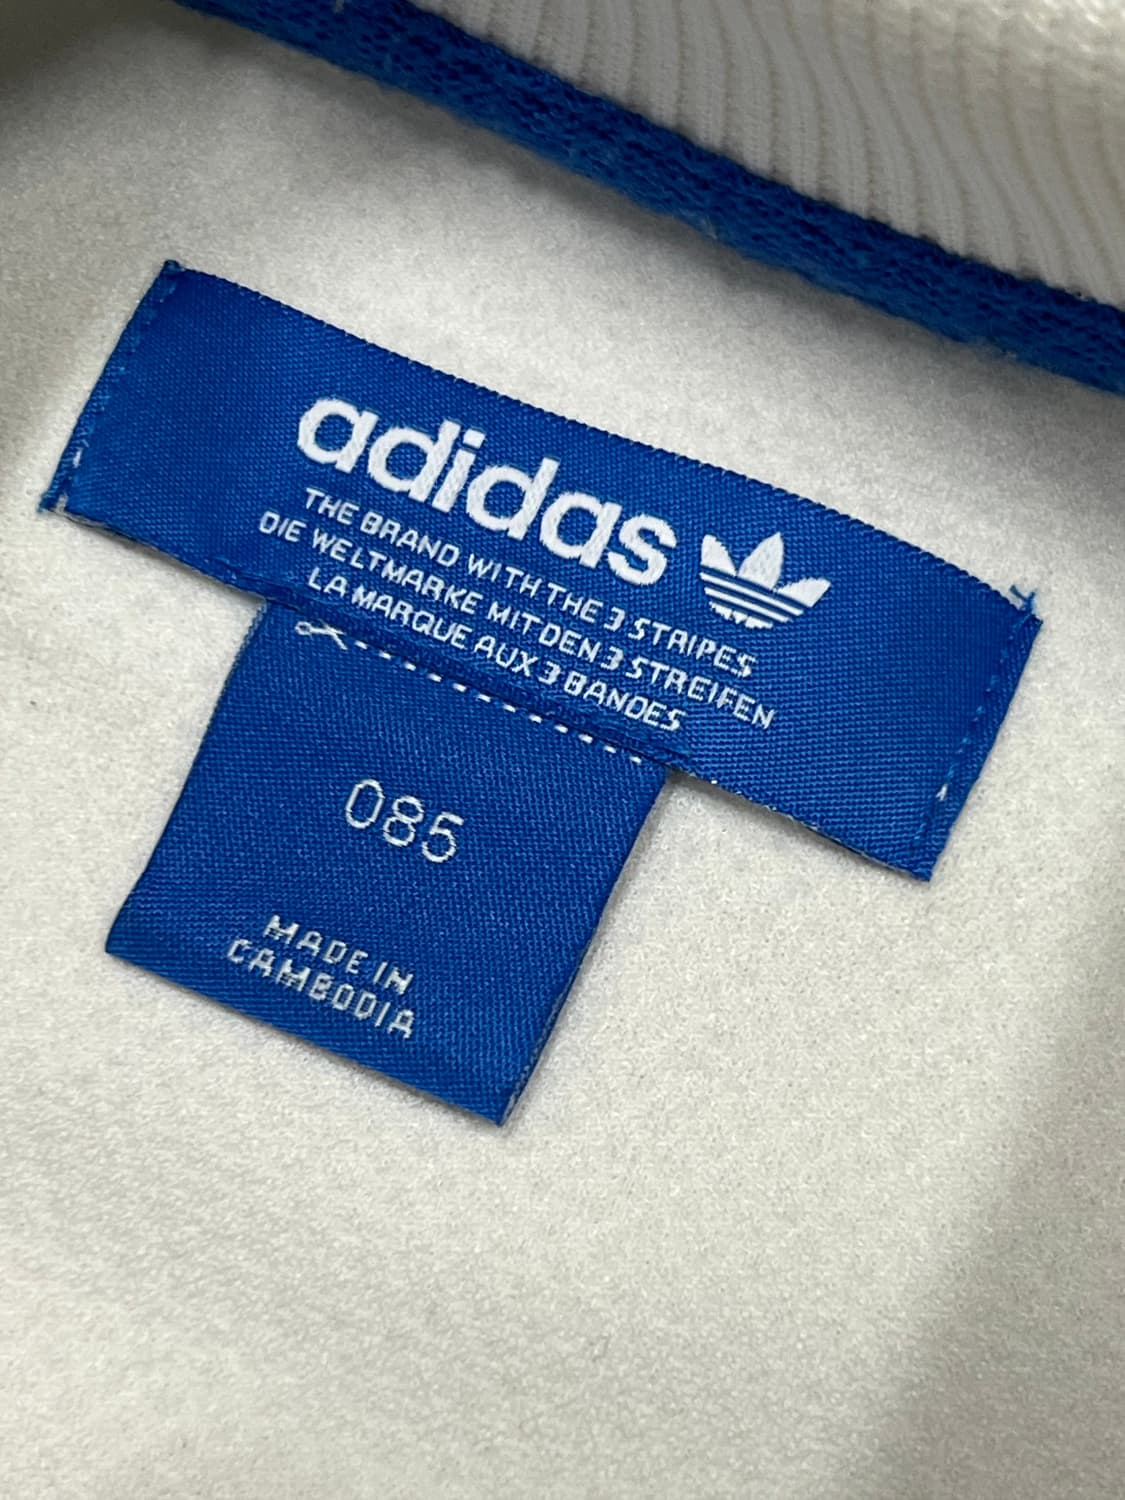 adidas
THE BRAND WITH THE 3 STRIPES
DIE WELTMARKE MIT DEN 3 STREIFEN
LA MARQUE AUX 3 BANDES
085
MADE IN
CAMBODIA